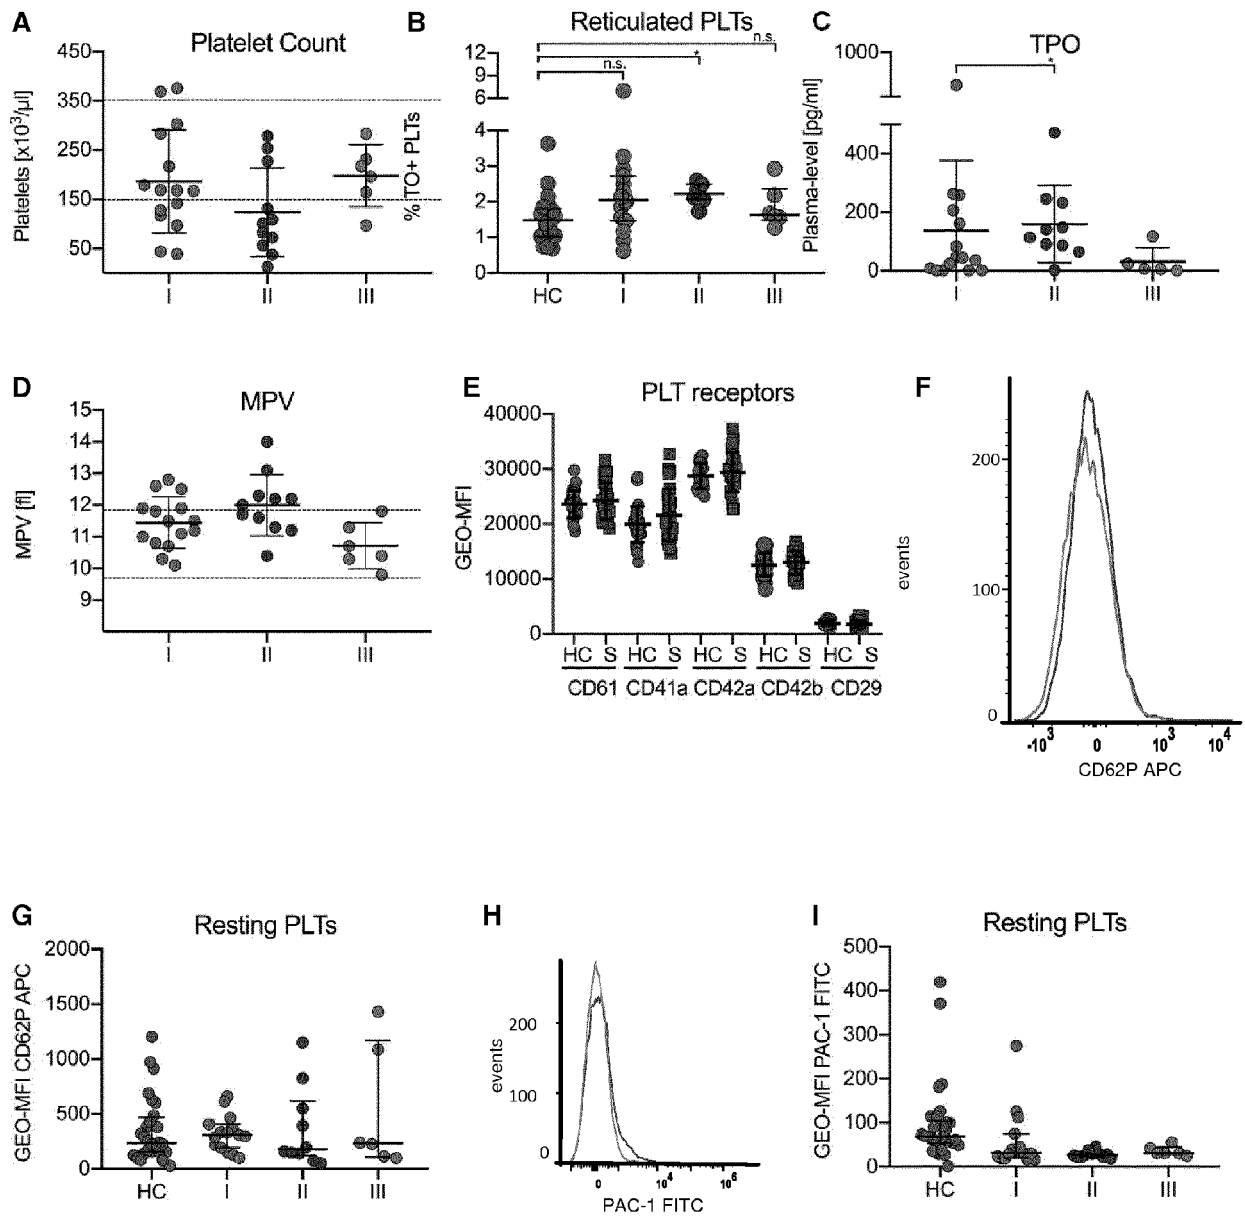 A
Platelet Count
Platelets [x10³/µl]
450
350
250
150
50
I
II
III
B
Reticulated PLTs
% TO+ PLTs
12
9
6
4
3
2
1
0
n.s.
*
n.s.
HC
I
II
III
C
TPO
Plasma-level [pg/ml]
1000
400
200
0
*
I
II
III
D
MPV
MPV [fl]
15
14
13
12
11
10
9
I
II
III
E
PLT receptors
GEO-MFI
40000
30000
20000
10000
0
HC S HC S HC S HC S HC S
CD61 CD41a CD42a CD42b CD29
F
events
200
100
0
-10³ 0 10³ 10⁴
CD62P APC
G
Resting PLTs
GEO-MFI CD62P APC
2000
1500
1000
500
0
HC
I
II
III
H
events
200
100
0
0 10⁴ 10⁶
PAC-1 FITC
I
Resting PLTs
GEO-MFI PAC-1 FITC
500
400
300
200
100
0
HC
I
II
III